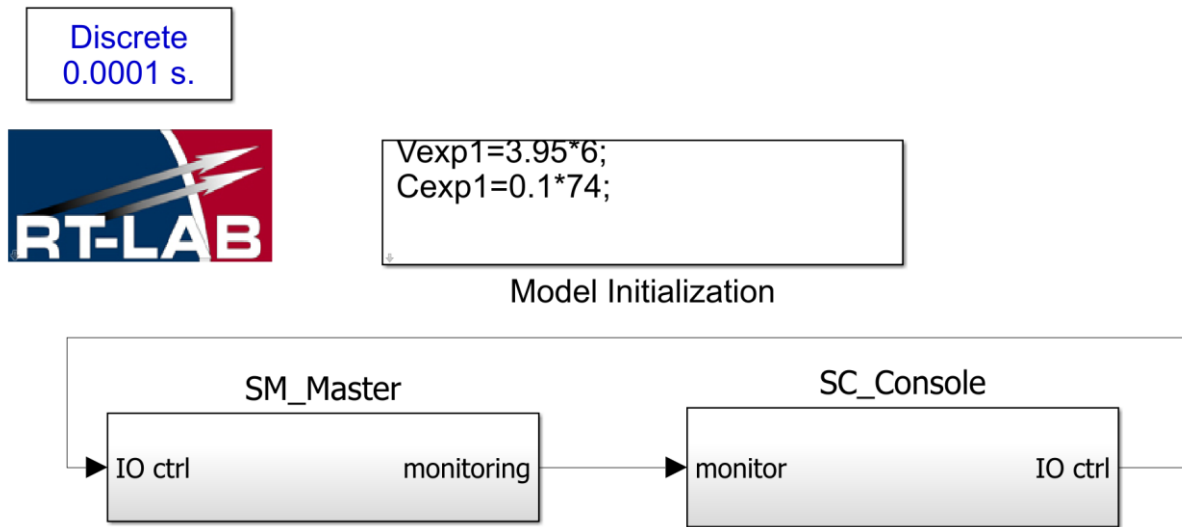 Discrete
0.0001 s.
RT-LAB
Vexp1=3.95*6;
Cexp1=0.1*74;
Model Initialization
SM_Master
SC_Console
IO ctrl
monitoring
monitor
IO ctrl